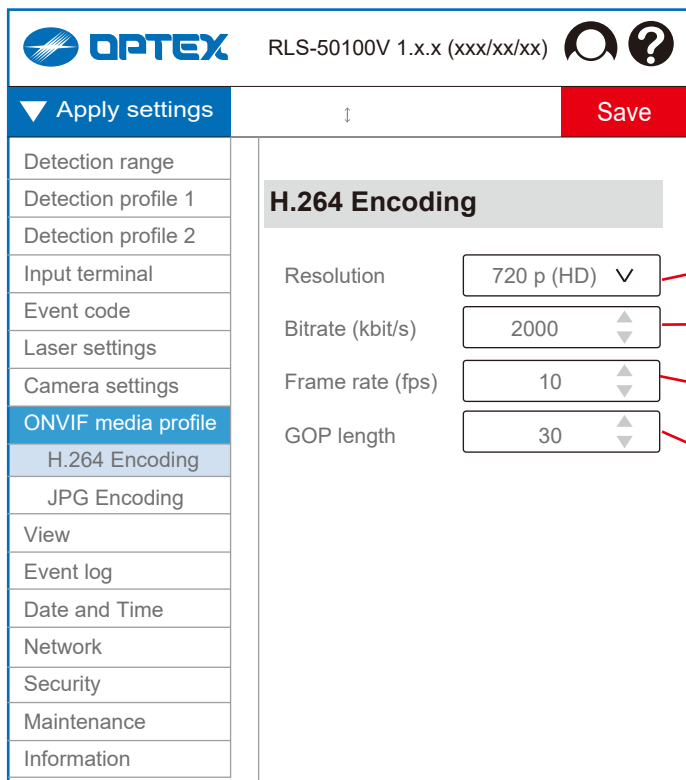 OPTEX RLS-50100V 1.x.x (xxx/xx/xx) ?
Apply settings Save
Detection range
Detection profile 1
Detection profile 2
Input terminal
Event code
Laser settings
Camera settings
ONVIF media profile
H.264 Encoding
JPG Encoding
View
Event log
Date and Time
Network
Security
Maintenance
Information
H.264 Encoding
Resolution 720 p (HD)
Bitrate (kbit/s) 2000
Frame rate (fps) 10
GOP length 30